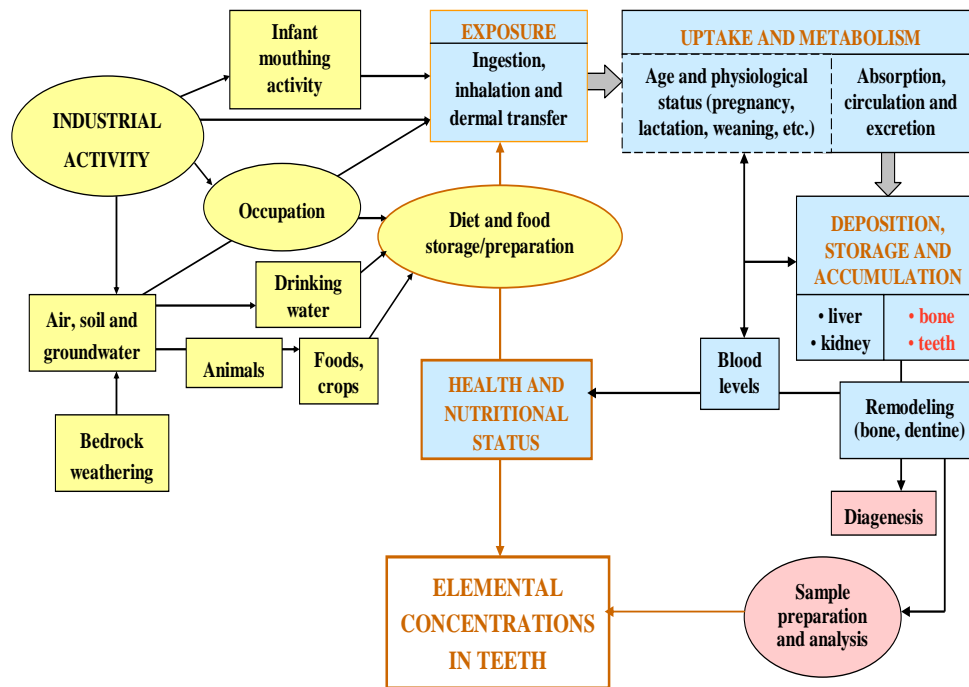 Infant
mouthing
activity
EXPOSURE
Ingestion,
inhalation and
dermal transfer
UPTAKE AND METABOLISM
Age and physiological
status (pregnancy,
lactation, weaning, etc.)
Absorption,
circulation and
excretion
INDUSTRIAL
ACTIVITY
Occupation
Diet and food
storage/preparation
DEPOSITION,
STORAGE AND
ACCUMULATION
• liver
• kidney
• bone
• teeth
Drinking
water
Air, soil and
groundwater
Animals
Foods,
crops
Blood
levels
HEALTH AND
NUTRITIONAL
STATUS
Remodeling
(bone, dentine)
Bedrock
weathering
Diagenesis
ELEMENTAL
CONCENTRATIONS
IN TEETH
Sample
preparation
and analysis